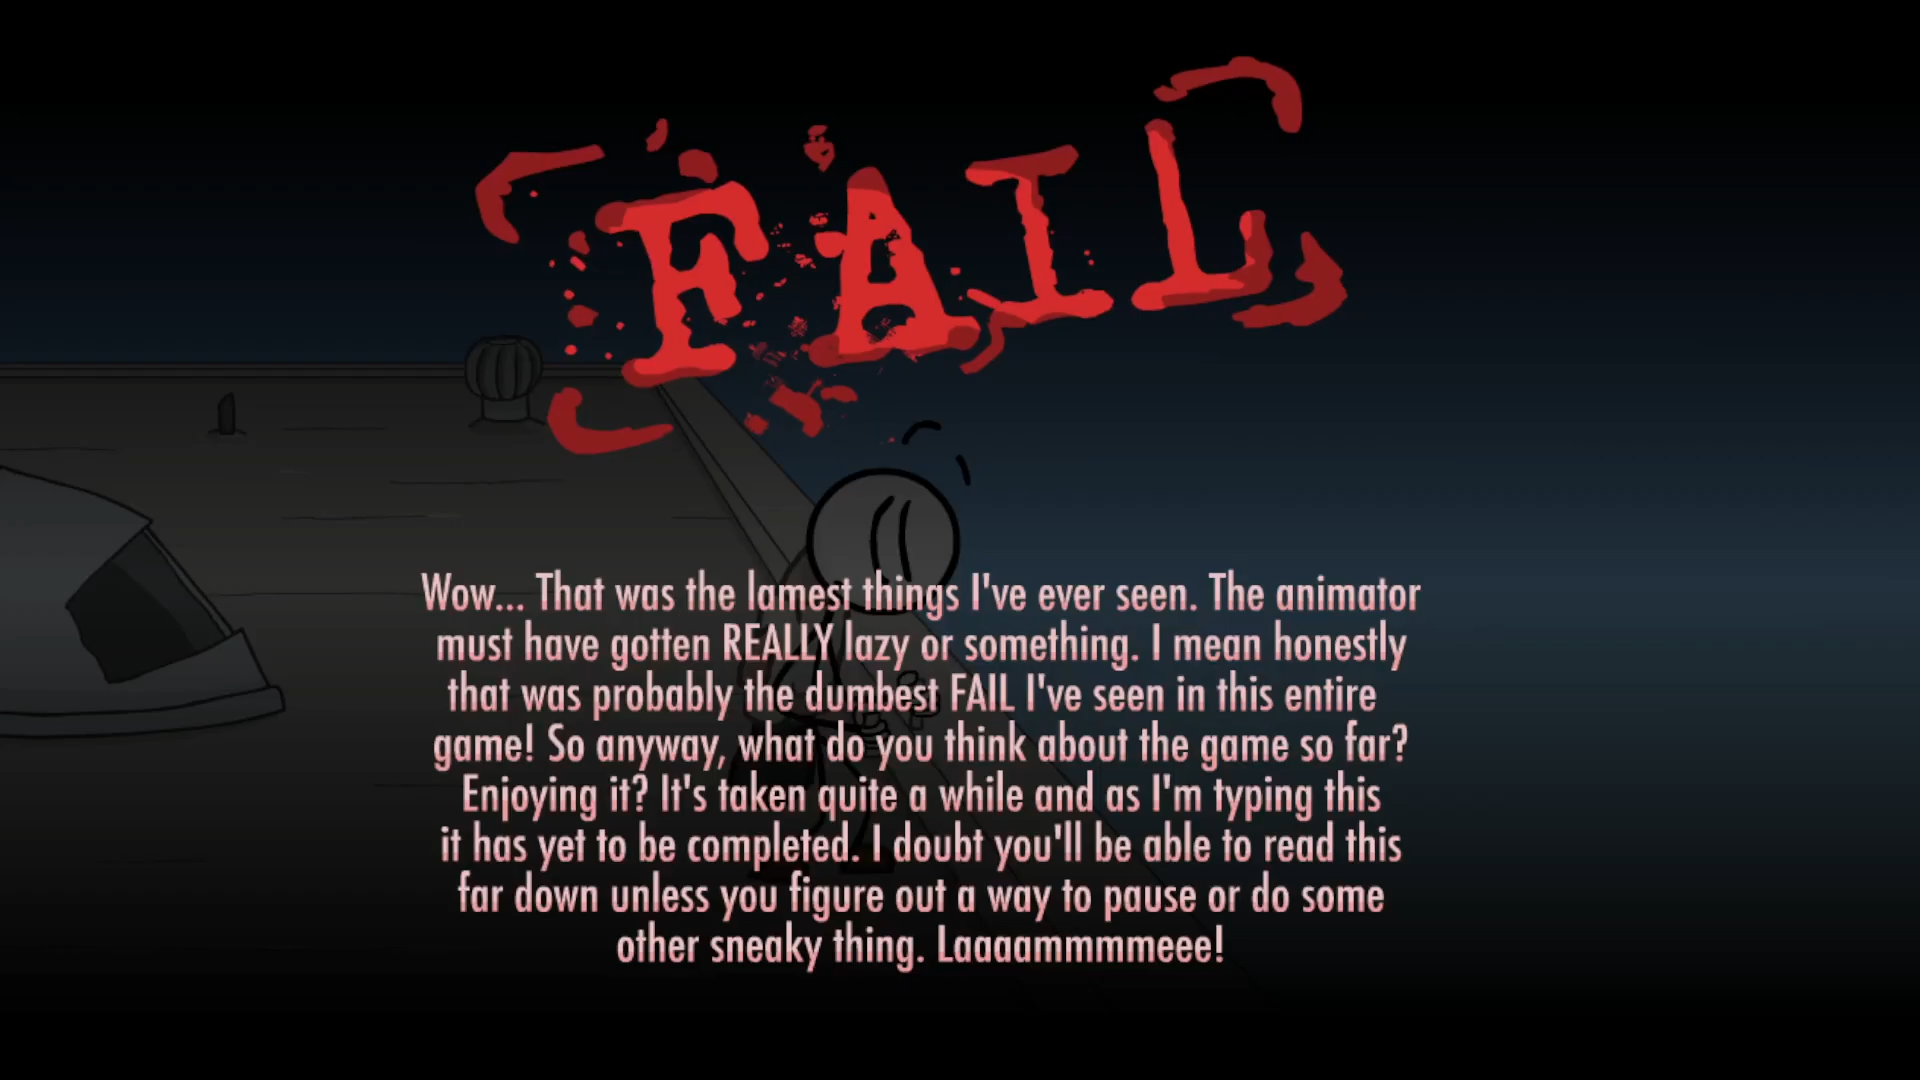 FAIL
Wow... That was the lamest things I've ever seen. The animator
must have gotten REALLY lazy or something. I mean honestly
that was probably the dumbest FAIL I've seen in this entire
game! So anyway, what do you think about the game so far?
Enjoying it? It's taken quite a while and as I'm typing this
it has yet to be completed. I doubt you'll be able to read this
far down unless you figure out a way to pause or do some
other sneaky thing. Laaaammmmeee!